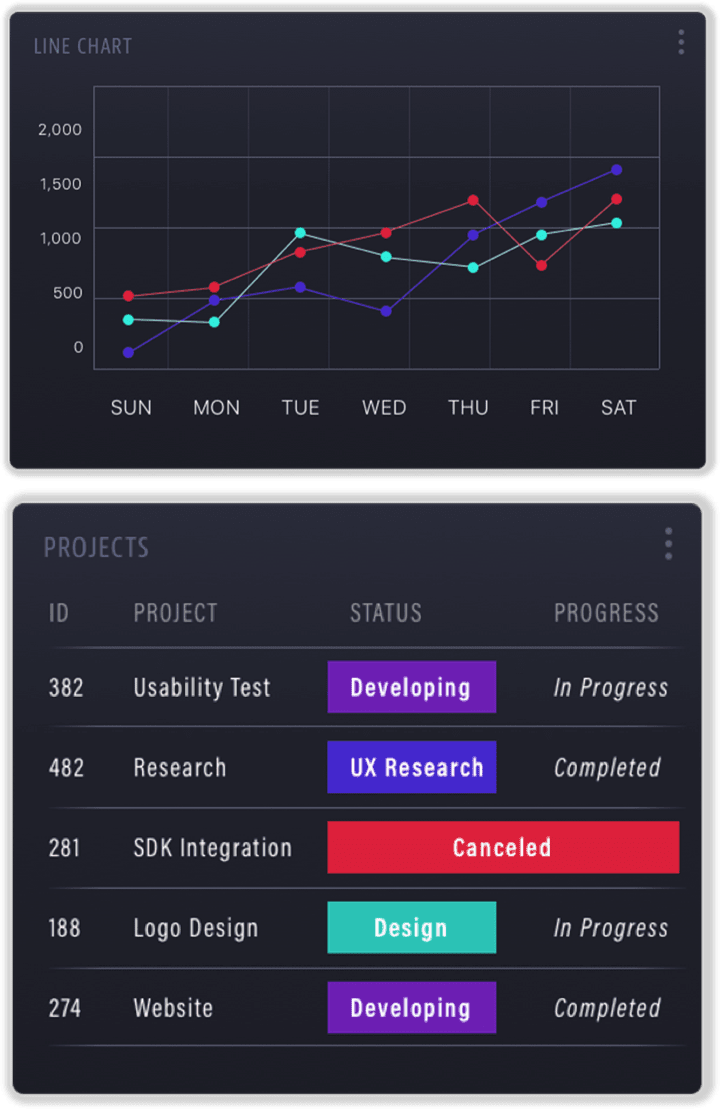 LINE CHART
2,000
1,500
1,000
500
0
SUN MON TUE WED THU FRI SAT
PROJECTS
ID PROJECT STATUS PROGRESS
382 Usability Test Developing In Progress
482 Research UX Research Completed
281 SDK Integration Canceled
188 Logo Design Design In Progress
274 Website Developing Completed